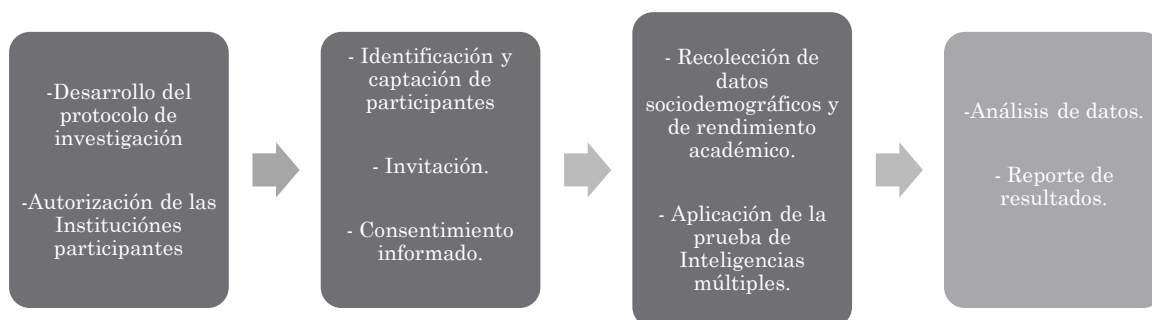 -Desarrollo del
protocolo de
investigación
-Autorización de las
Instituciónes
participantes
- Identificación y
captación de
participantes
- Invitación.
- Consentimiento
informado.
- Recolección de
datos
sociodemográficos y
de rendimiento
académico.
- Aplicación de la
prueba de
Inteligencias
múltiples.
-Análisis de datos.
- Reporte de
resultados.